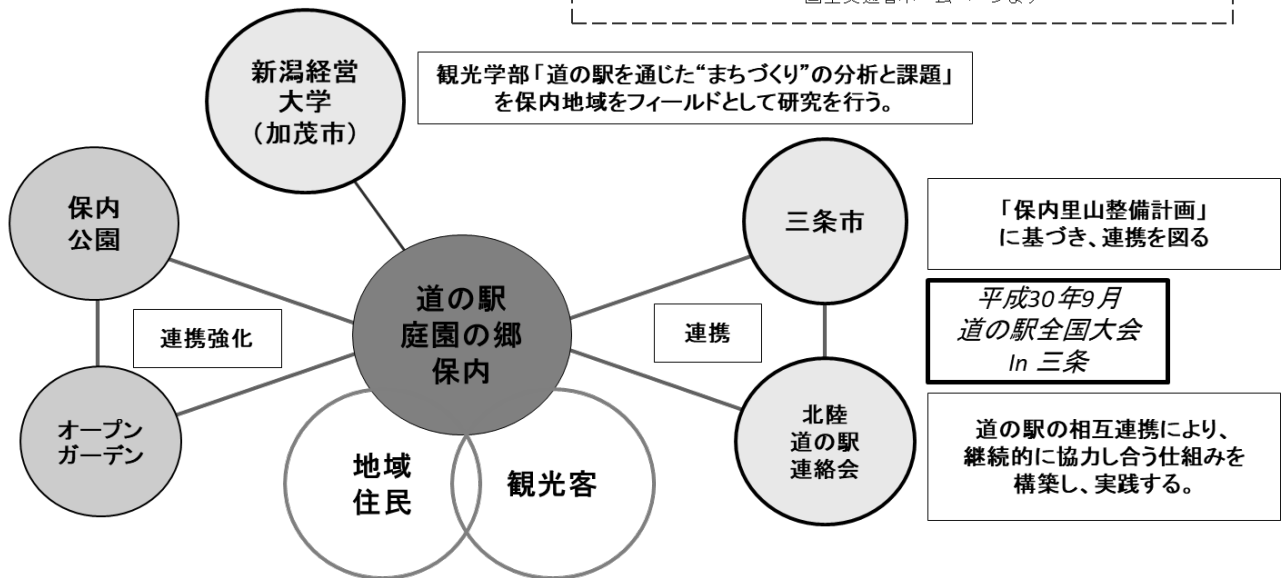 新潟経営
大学
（加茂市）
観光学部「道の駅を通じた“まちづくり”の分析と課題」
を保内地域をフィールドとして研究を行う。
保内
公園
三条市
「保内里山整備計画」
に基づき、連携を図る
道の駅
庭園の郷
保内
連携強化
連携
平成30年9月
道の駅全国大会
In 三条
オープン
ガーデン
北陸
道の駅
連絡会
道の駅の相互連携により、
継続的に協力し合う仕組みを
構築し、実践する。
地域
住民
観光客